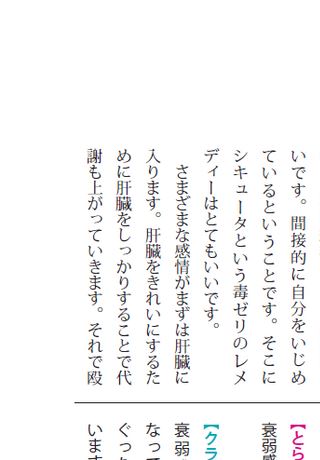 いです。間接的に自分をいじめ
ているということです。そこに
シキュータという毒ゼリのレメ
ディーはとてもいいです。
さまざまな感情がまずは肝臓に
入ります。肝臓をきれいにするた
めに肝臓をしっかりすることで代
謝も上がっていきます。それで殴
【とら
衰弱感
【クラ
衰弱
なって
ぐった
います